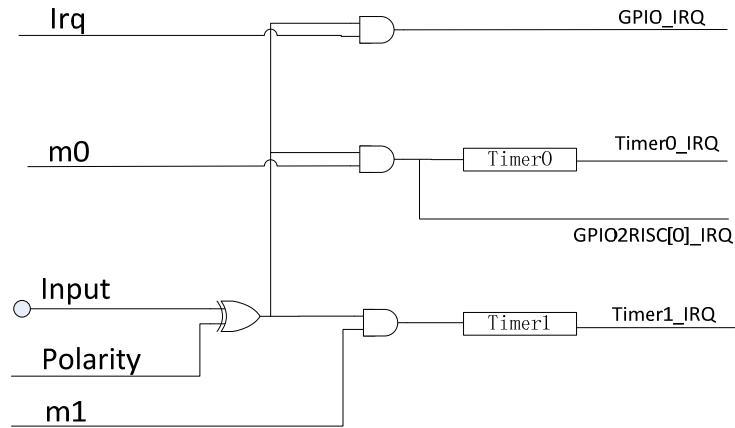 Irq
GPIO_IRQ
m0
Timer0
Timer0_IRQ
GPIO2RISC[0]_IRQ
Input
Timer1
Timer1_IRQ
Polarity
m1